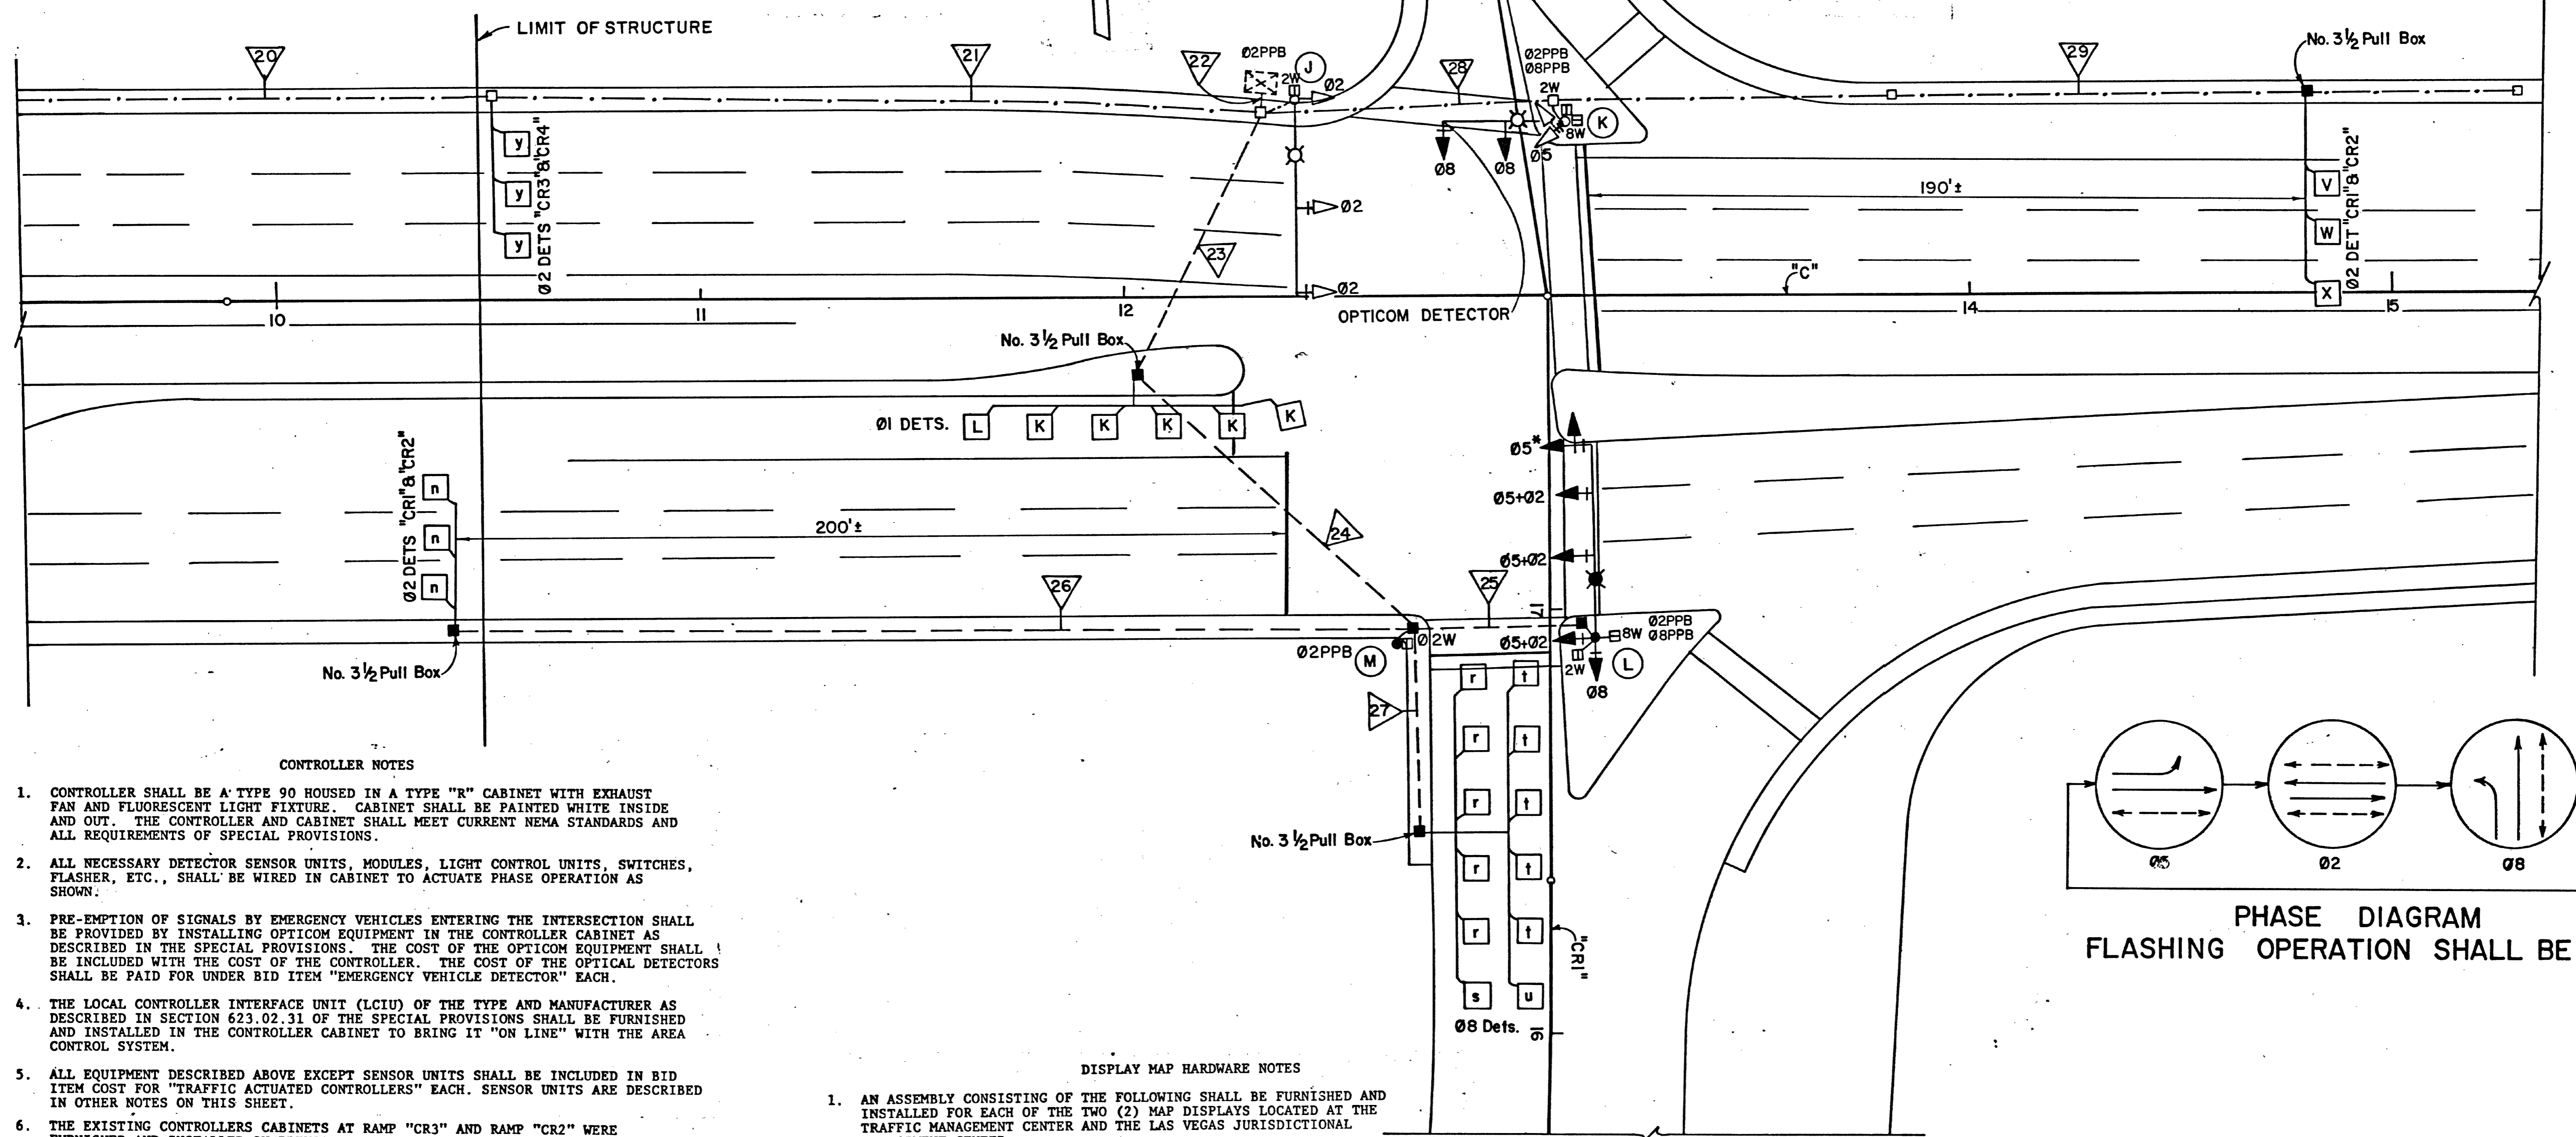 LIMIT OF STRUCTURE
20
21
22
Ø2PPB
2W
J
Ø2
28
Ø2PPB
Ø8PPB
2W
K
8W
Ø5
Ø8
Ø8
29
No. 3 1/2 Pull Box
y
y
y
Ø2 DETS "CR3"&"CR4"
23
Ø2
Ø2
190'±
V
W
X
Ø2 DET "CR1"&"CR2"
"C"
10
11
12
14
15
OPTICOM DETECTOR
No. 3 1/2 Pull Box
Ø1 DETS.
L
K
K
K
K
K
Ø5*
Ø5+Ø2
Ø5+Ø2
Ø5+Ø2
n
n
n
Ø2 DETS "CR1"&"CR2"
200'±
24
25
26
17
No. 3 1/2 Pull Box
Ø2W
Ø2PPB
M
8W
Ø2PPB
Ø8PPB
2W
L
Ø8
27
r
t
r
t
r
t
r
t
r
t
s
u
No. 3 1/2 Pull Box
Ø8 Dets.
16
"CR1"
Ø5
Ø2
Ø8
PHASE DIAGRAM
FLASHING OPERATION SHALL BE
CONTROLLER NOTES
1. CONTROLLER SHALL BE A TYPE 90 HOUSED IN A TYPE "R" CABINET WITH EXHAUST
FAN AND FLUORESCENT LIGHT FIXTURE. CABINET SHALL BE PAINTED WHITE INSIDE
AND OUT. THE CONTROLLER AND CABINET SHALL MEET CURRENT NEMA STANDARDS AND
ALL REQUIREMENTS OF SPECIAL PROVISIONS.
2. ALL NECESSARY DETECTOR SENSOR UNITS, MODULES, LIGHT CONTROL UNITS, SWITCHES,
FLASHER, ETC., SHALL BE WIRED IN CABINET TO ACTUATE PHASE OPERATION AS
SHOWN.
3. PRE-EMPTION OF SIGNALS BY EMERGENCY VEHICLES ENTERING THE INTERSECTION SHALL
BE PROVIDED BY INSTALLING OPTICOM EQUIPMENT IN THE CONTROLLER CABINET AS
DESCRIBED IN THE SPECIAL PROVISIONS. THE COST OF THE OPTICOM EQUIPMENT SHALL
BE INCLUDED WITH THE COST OF THE CONTROLLER. THE COST OF THE OPTICAL DETECTORS
SHALL BE PAID FOR UNDER BID ITEM "EMERGENCY VEHICLE DETECTOR" EACH.
4. THE LOCAL CONTROLLER INTERFACE UNIT (LCIU) OF THE TYPE AND MANUFACTURER AS
DESCRIBED IN SECTION 623.02.31 OF THE SPECIAL PROVISIONS SHALL BE FURNISHED
AND INSTALLED IN THE CONTROLLER CABINET TO BRING IT "ON LINE" WITH THE AREA
CONTROL SYSTEM.
5. ALL EQUIPMENT DESCRIBED ABOVE EXCEPT SENSOR UNITS SHALL BE INCLUDED IN BID
ITEM COST FOR "TRAFFIC ACTUATED CONTROLLERS" EACH. SENSOR UNITS ARE DESCRIBED
IN OTHER NOTES ON THIS SHEET.
6. THE EXISTING CONTROLLERS CABINETS AT RAMP "CR3" AND RAMP "CR2" WERE
DISPLAY MAP HARDWARE NOTES
1. AN ASSEMBLY CONSISTING OF THE FOLLOWING SHALL BE FURNISHED AND
INSTALLED FOR EACH OF THE TWO (2) MAP DISPLAYS LOCATED AT THE
TRAFFIC MANAGEMENT CENTER AND THE LAS VEGAS JURISDICTIONAL